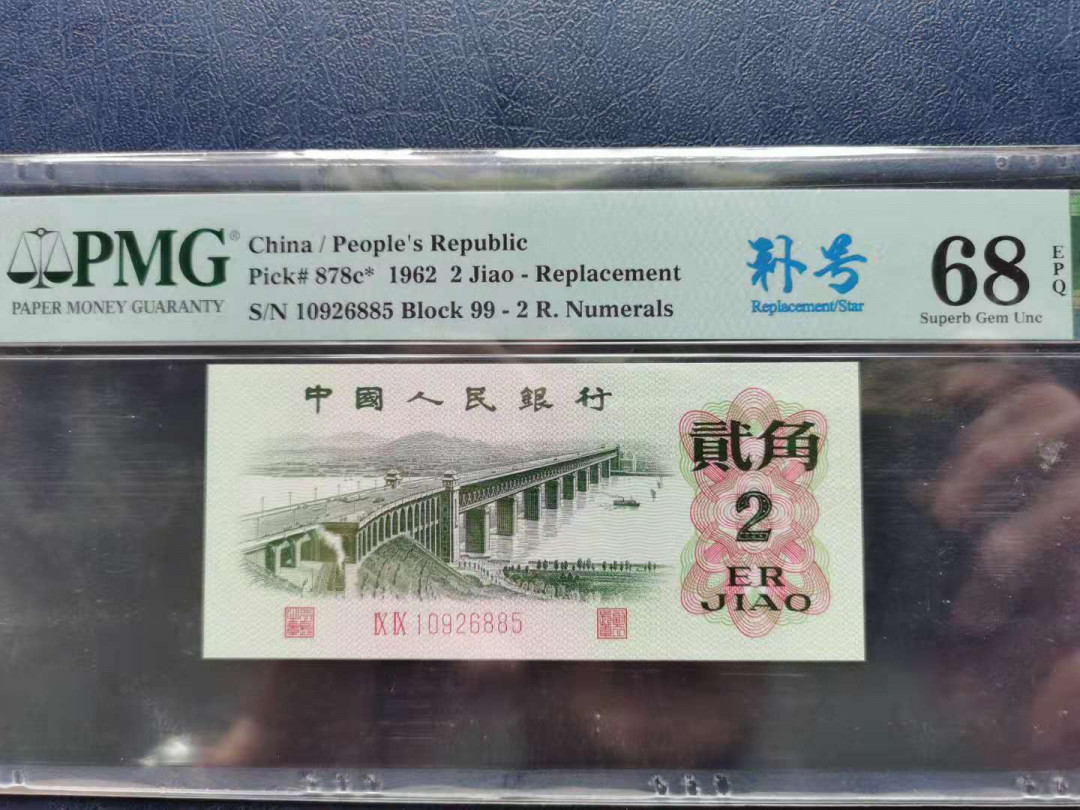 PMG®
PAPER MONEY GUARANTY
China / People's Republic
Pick# 878c* 1962 2 Jiao - Replacement
S/N 10926885 Block 99 - 2 R. Numerals
补号
Replacement/Star
68
EPQ
Superb Gem Unc
中國人民銀行
貳角
2
ER
JIAO
ⅨⅨ 10926885